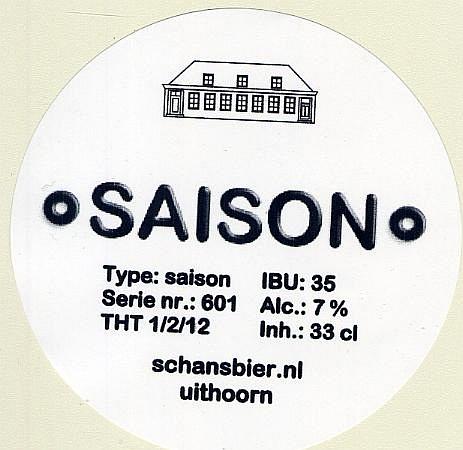 SAISON
Type: saison IBU: 35
Serie nr.: 601 Alc.: 7 %
THT 1/2/12 Inh.: 33 cl
schansbier.nl
uithoorn